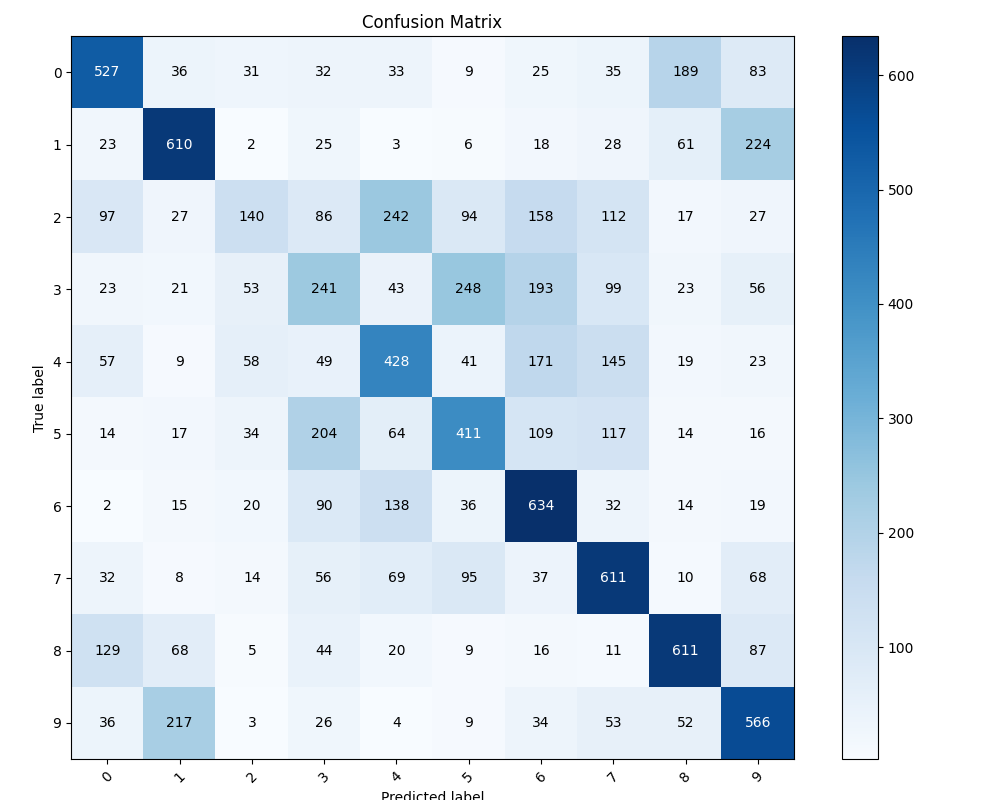 Confusion Matrix
0 527 36 31 32 33 9 25 35 189 83
1 23 610 2 25 3 6 18 28 61 224
2 97 27 140 86 242 94 158 112 17 27
3 23 21 53 241 43 248 193 99 23 56
4 57 9 58 49 428 41 171 145 19 23
5 14 17 34 204 64 411 109 117 14 16
6 2 15 20 90 138 36 634 32 14 19
7 32 8 14 56 69 95 37 611 10 68
8 129 68 5 44 20 9 16 11 611 87
9 36 217 3 26 4 9 34 53 52 566
0 1 2 3 4 5 6 7 8 9
Predicted label
True label
600
500
400
300
200
100